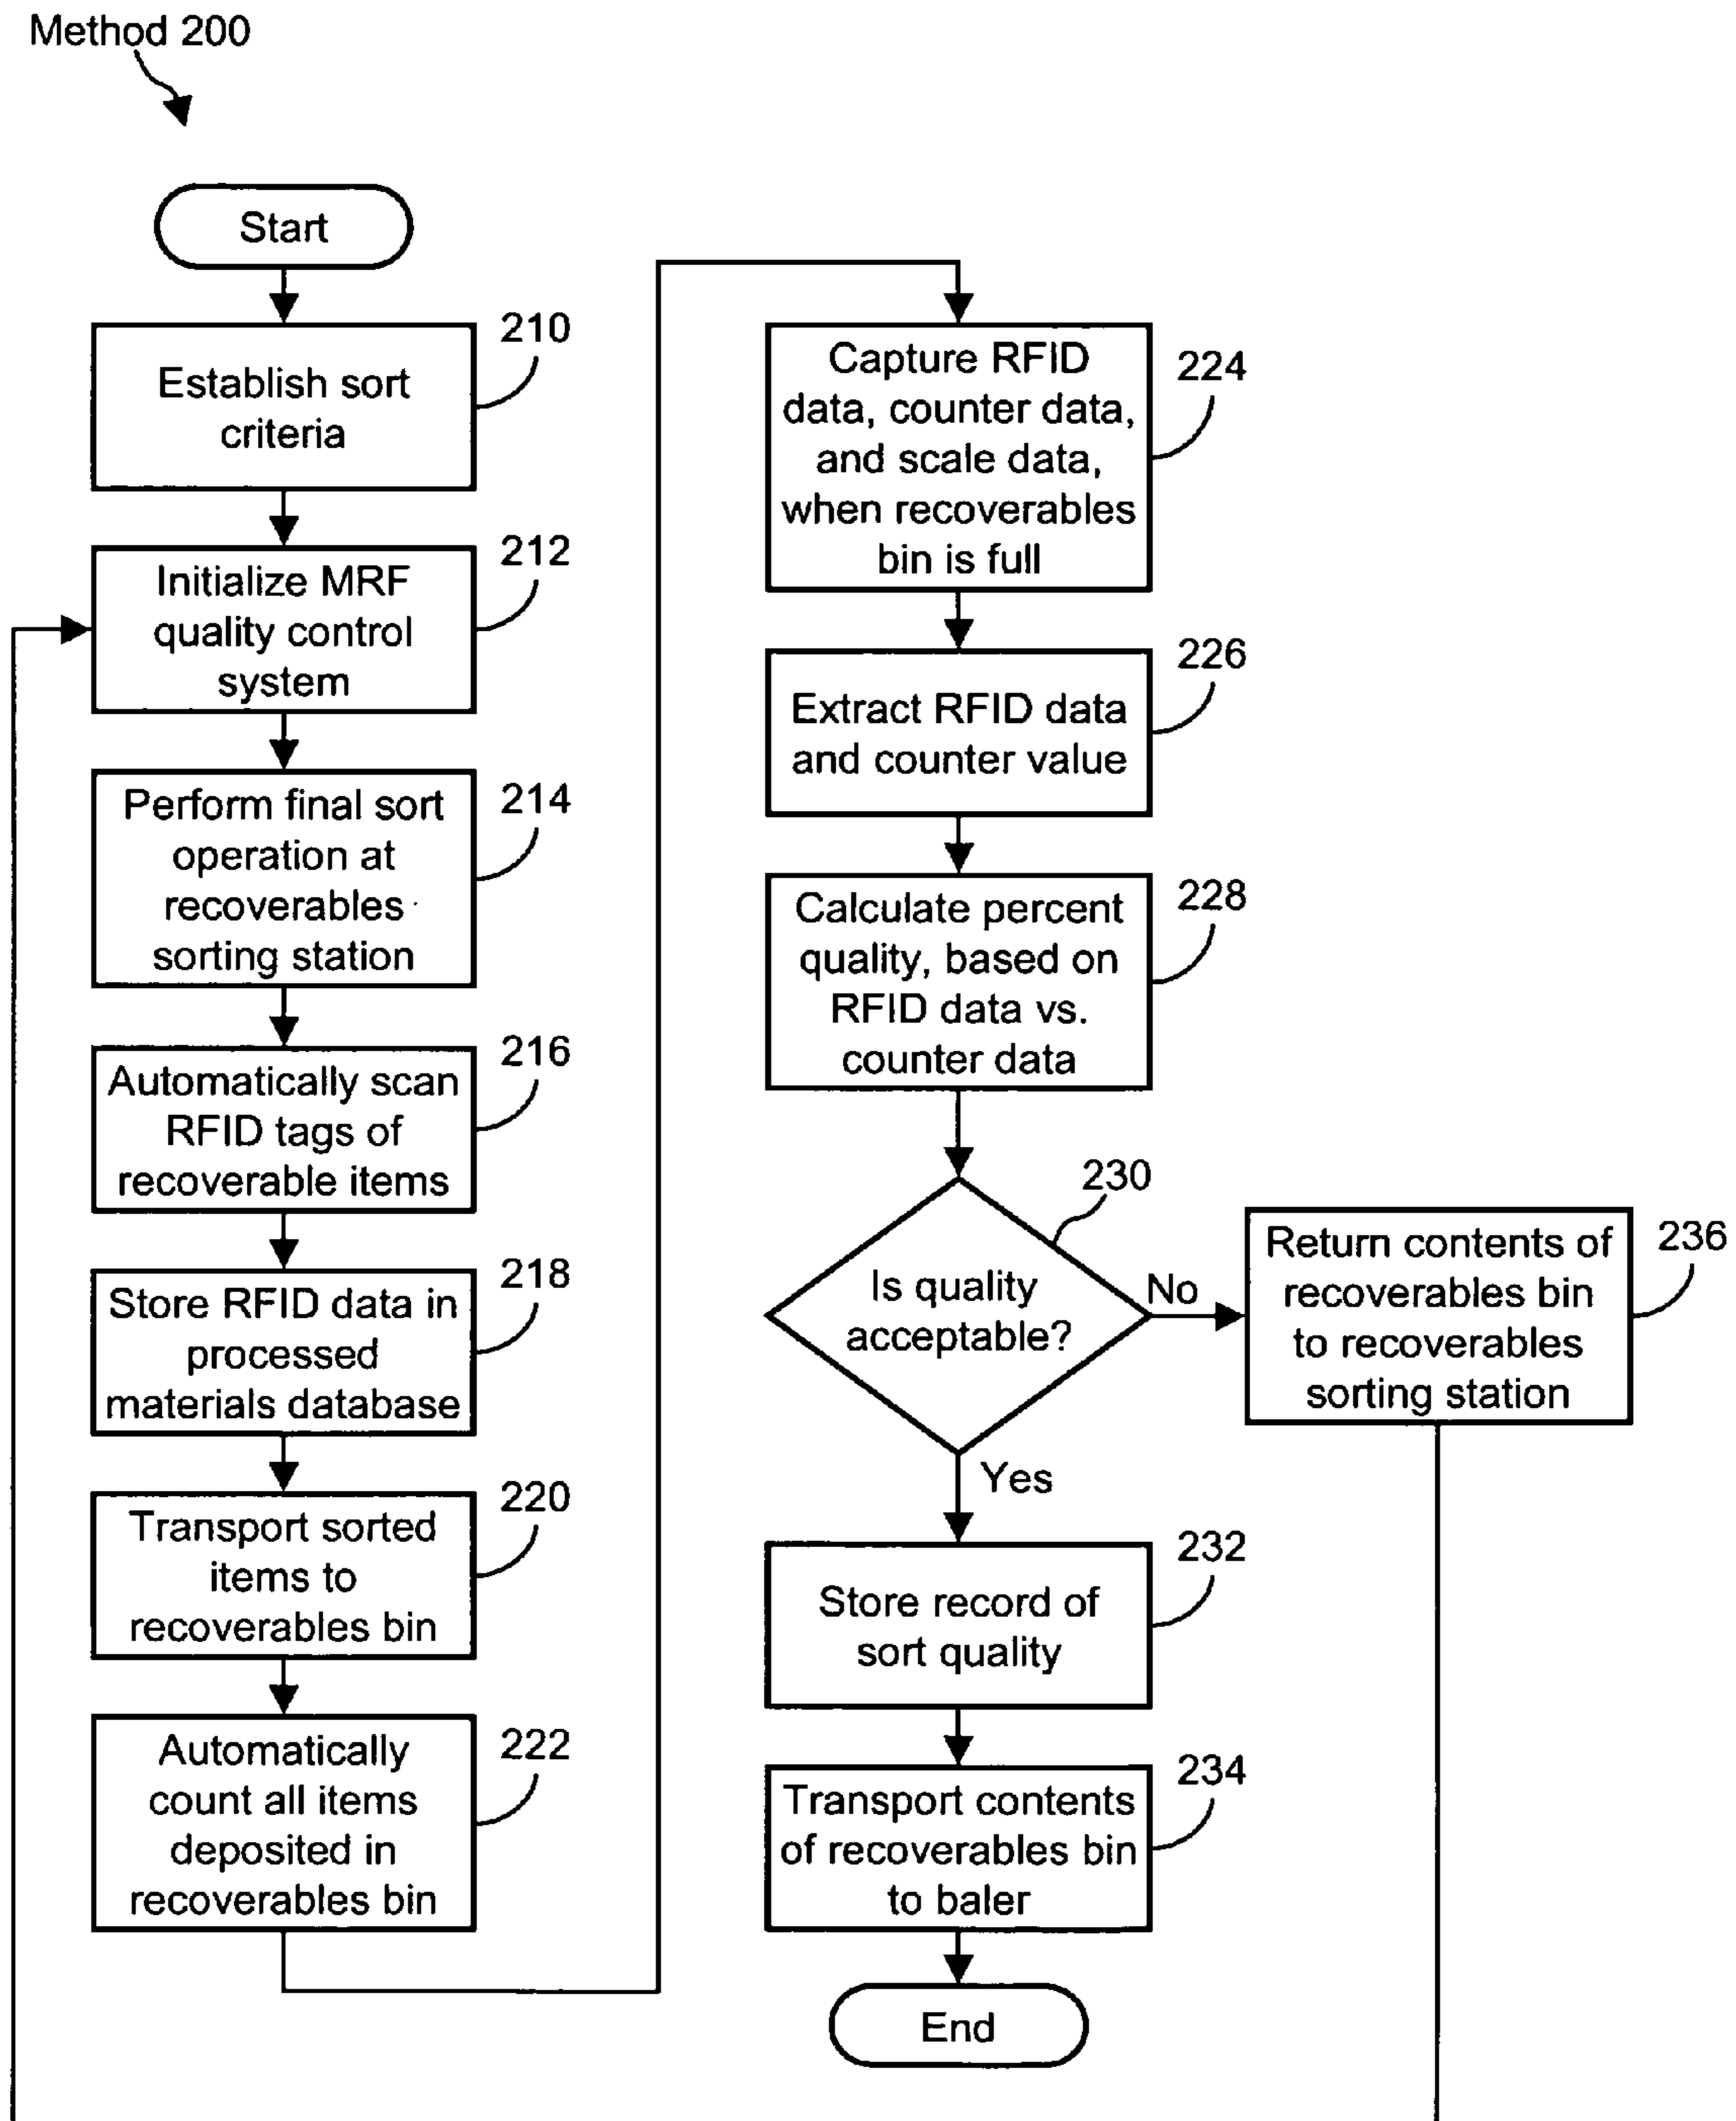 Method 200
Start
Establish sort
criteria
210
Initialize MRF
quality control
system
212
Perform final sort
operation at
recoverables
sorting station
214
Automatically scan
RFID tags of
recoverable items
216
Store RFID data in
processed
materials database
218
Transport sorted
items to
recoverables bin
220
Automatically
count all items
deposited in
recoverables bin
222
Capture RFID
data, counter data,
and scale data,
when recoverables
bin is full
224
Extract RFID data
and counter value
226
Calculate percent
quality, based on
RFID data vs.
counter data
228
Is quality
acceptable?
230
No
Return contents of
recoverables bin
to recoverables
sorting station
236
Yes
Store record of
sort quality
232
Transport contents
of recoverables bin
to baler
234
End